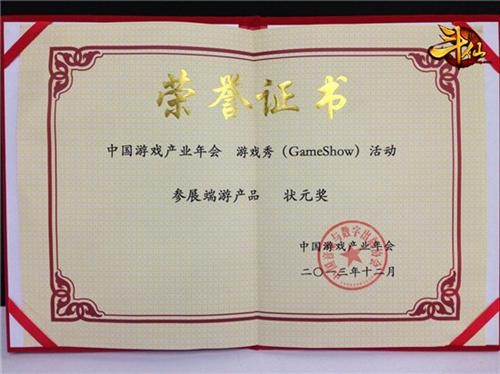 斗仙
荣誉证书
中国游戏产业年会 游戏秀（GameShow）活动
参展端游产品 状元奖
中国游戏产业年会
二〇一三年十二月